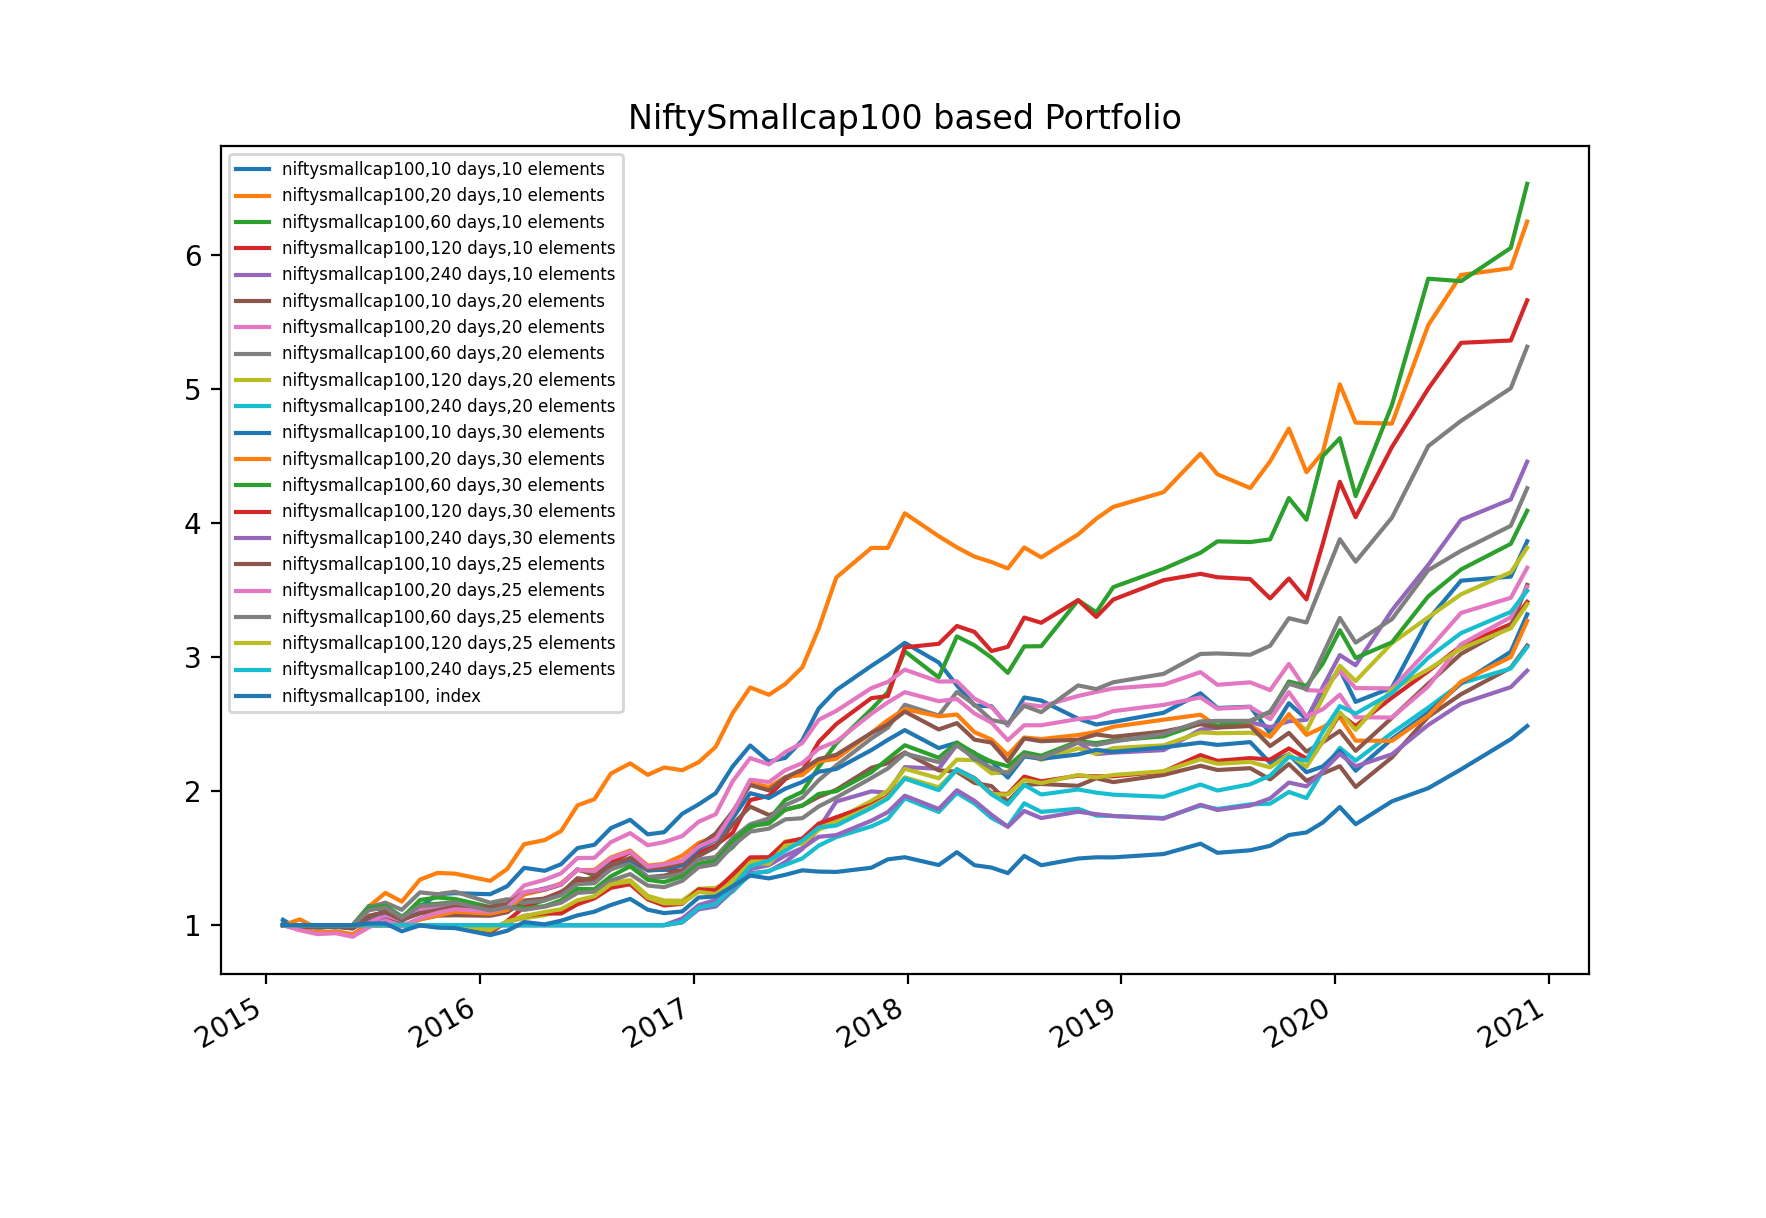 NiftySmallcap100 based Portfolio
niftysmallcap100,10 days,10 elements
niftysmallcap100,20 days,10 elements
niftysmallcap100,60 days,10 elements
niftysmallcap100,120 days,10 elements
niftysmallcap100,240 days,10 elements
niftysmallcap100,10 days,20 elements
niftysmallcap100,20 days,20 elements
niftysmallcap100,60 days,20 elements
niftysmallcap100,120 days,20 elements
niftysmallcap100,240 days,20 elements
niftysmallcap100,10 days,30 elements
niftysmallcap100,20 days,30 elements
niftysmallcap100,60 days,30 elements
niftysmallcap100,120 days,30 elements
niftysmallcap100,240 days,30 elements
niftysmallcap100,10 days,25 elements
niftysmallcap100,20 days,25 elements
niftysmallcap100,60 days,25 elements
niftysmallcap100,120 days,25 elements
niftysmallcap100,240 days,25 elements
niftysmallcap100, index
6
5
4
3
2
1
2015 2016 2017 2018 2019 2020 2021